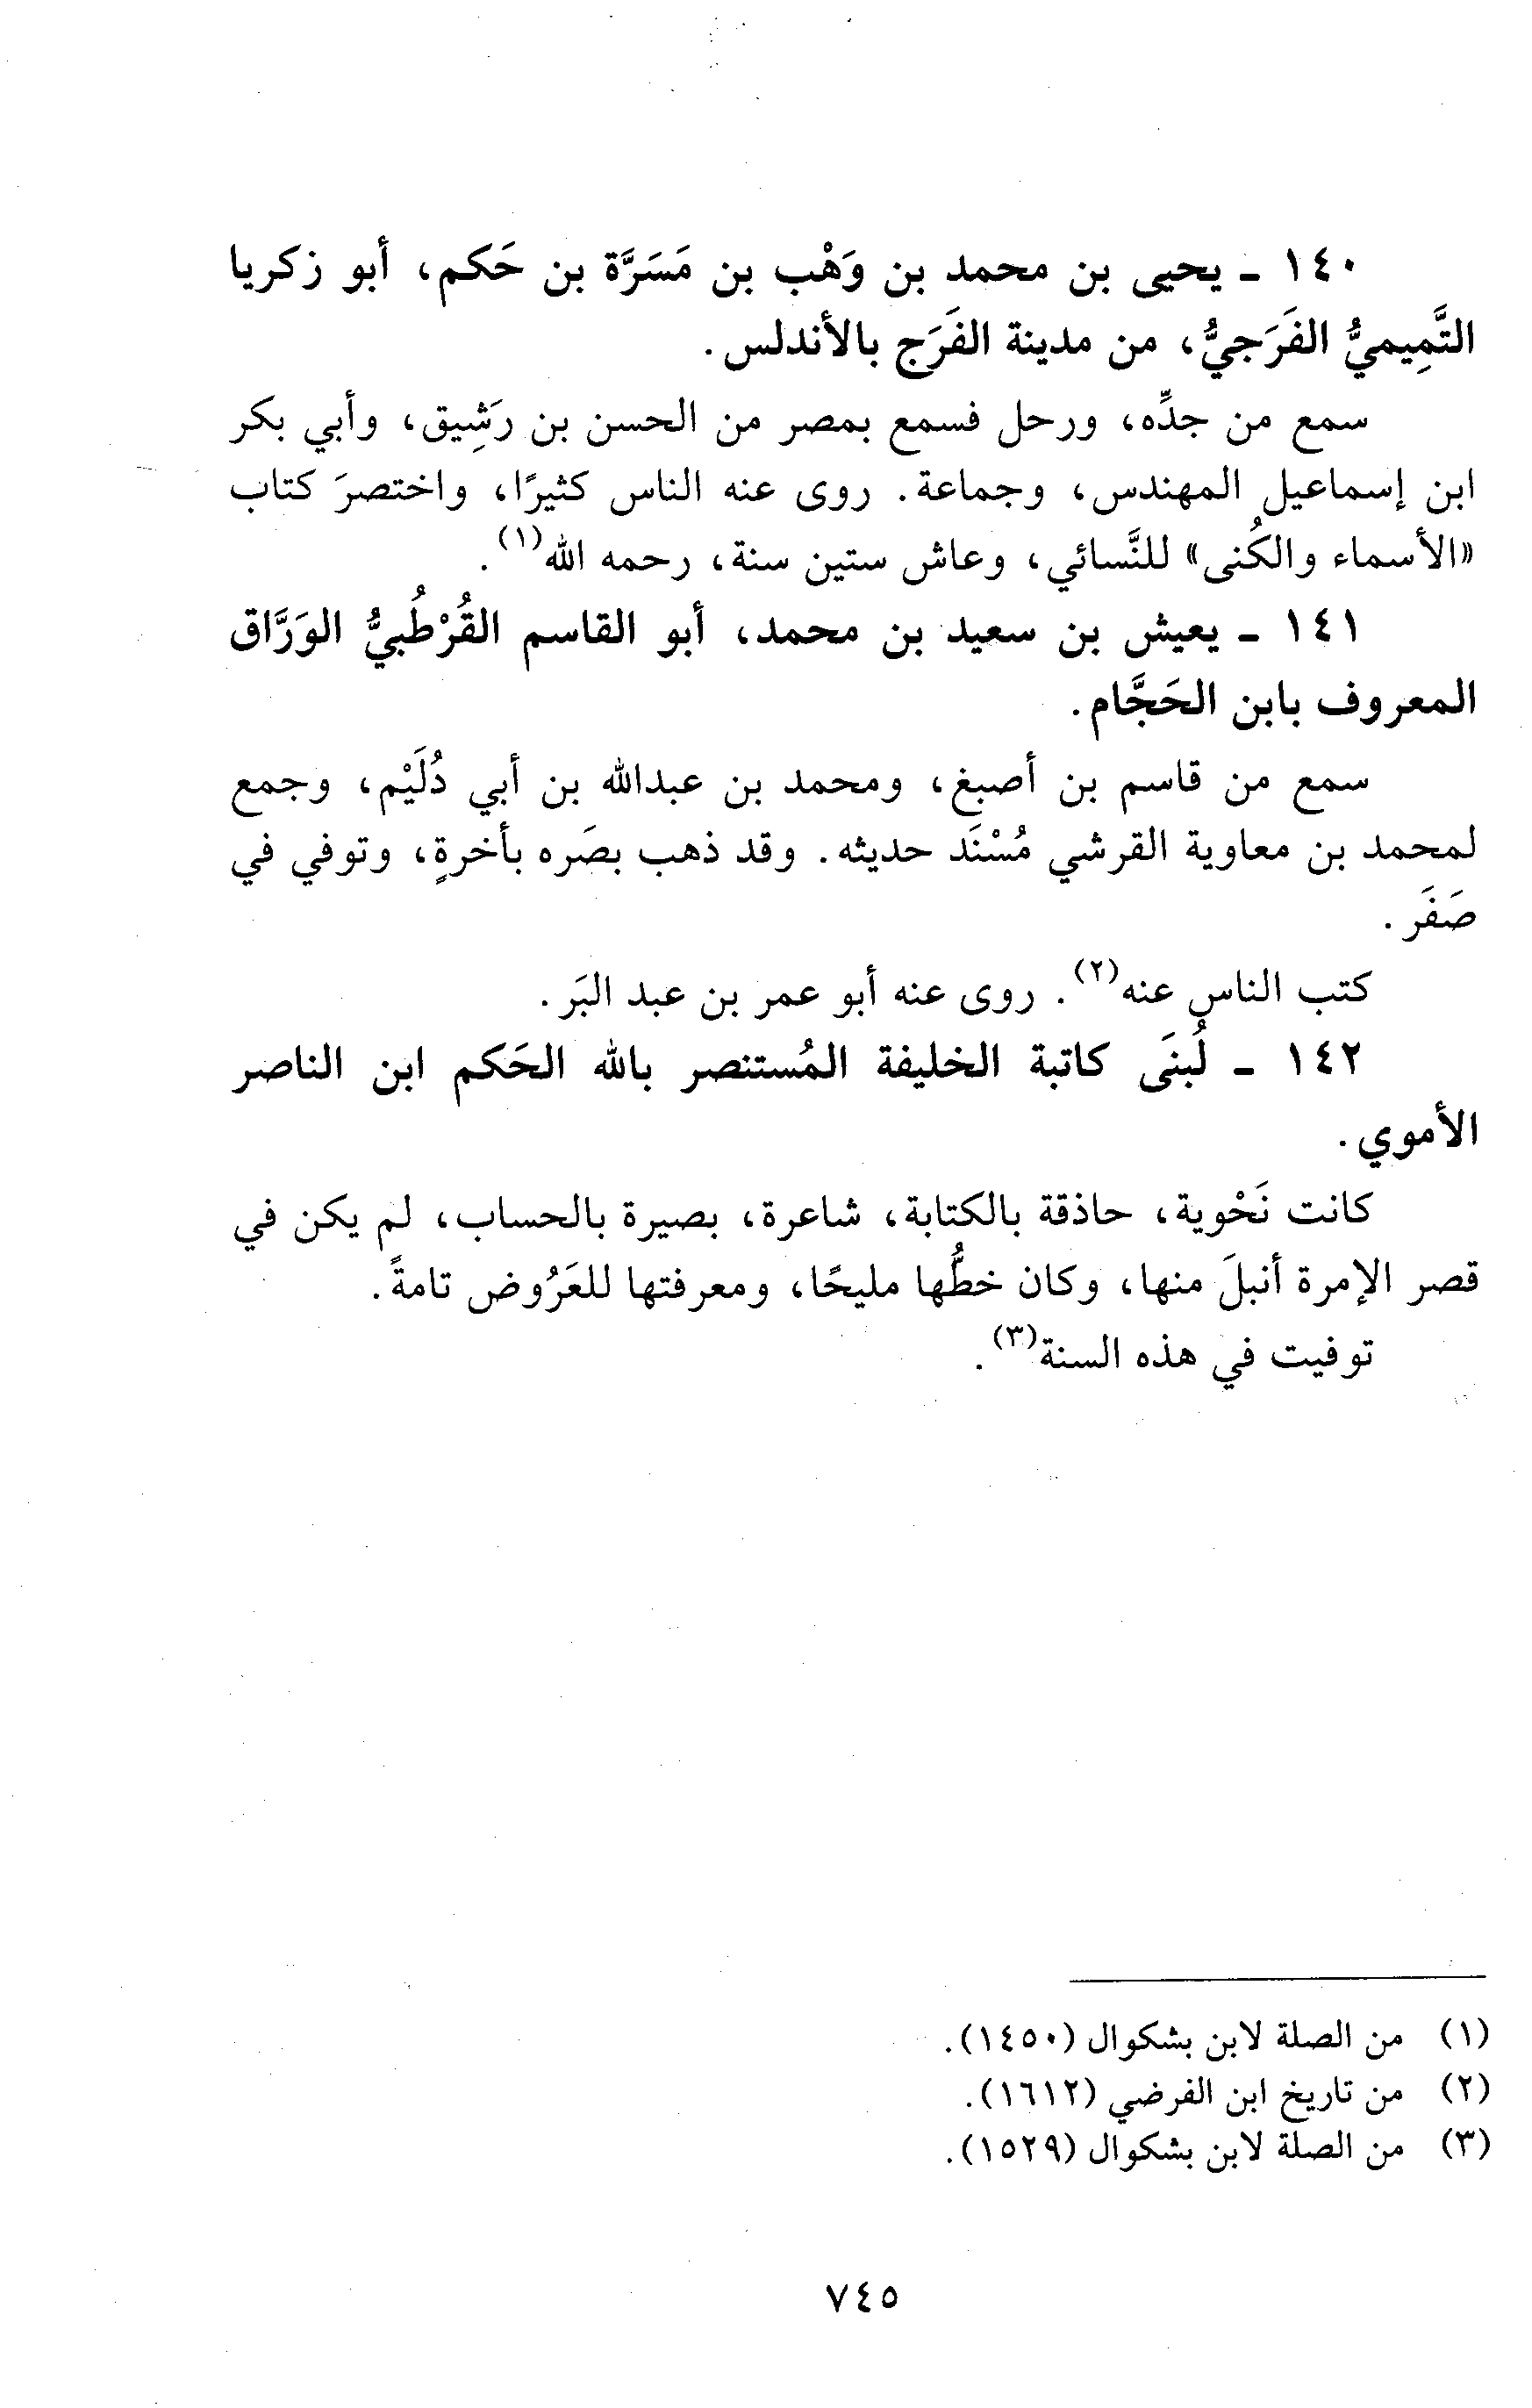 ١٤٠ - يحيى بن محمد بن وَهْب بن مَسَرَّة بن حَكم، أبو زكريا
التَّمِيميُّ الفَرَجيُّ، من مدينة الفَرَج بالأندلس.
سمع من جدِّه، ورحل فسمع بمصر من الحسن بن رَشِيق، وأبي بكر
ابن إسماعيل المهندس، وجماعة. روى عنه الناس كثيرًا، واختصرَ كتاب
«الأسماء والكُنى» للنَّسائي، وعاش ستين سنة، رحمه الله(١).
١٤١ - يعيش بن سعيد بن محمد، أبو القاسم القُرْطُبيُّ الوَرَّاق
المعروف بابن الحَجَّام.
سمع من قاسم بن أصبغ، ومحمد بن عبدالله بن أبي دُلَيْم، وجمع
لمحمد بن معاوية القرشي مُسْنَد حديثه. وقد ذهب بصَره بأخرةٍ، وتوفي في
صَفَر.
كتب الناس عنه(٢). روى عنه أبو عمر بن عبد البَر.
١٤٢ - لُبنَى كاتبة الخليفة المُستنصر بالله الحَكم ابن الناصر
الأموي.
كانت نَحْوية، حاذقة بالكتابة، شاعرة، بصيرة بالحساب، لم يكن في
قصر الإمرة أنبلَ منها، وكان خطُّها مليحًا، ومعرفتها للعَرُوض تامةً.
توفيت في هذه السنة(٣).
(١) من الصلة لابن بشكوال (١٤٥٠).
(٢) من تاريخ ابن الفرضي (١٦١٢).
(٣) من الصلة لابن بشكوال (١٥٢٩).
٧٤٥